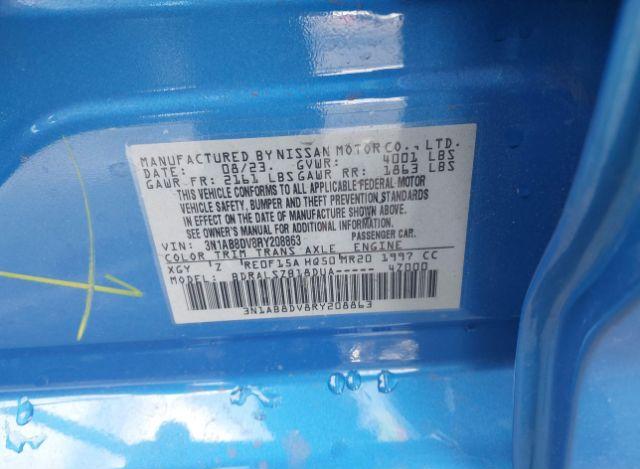 MANUFACTURED BY NISSAN MOTOR CO., LTD.
DATE: 08/23. GVWR: 4001 LBS
GAWR FR: 2161 LBS GAWR RR: 1863 LBS
THIS VEHICLE CONFORMS TO ALL APPLICABLE FEDERAL MOTOR
VEHICLE SAFETY, BUMPER AND THEFT PREVENTION STANDARDS
IN EFFECT ON THE DATE OF MANUFACTURE SHOWN ABOVE.
SEE OWNER'S MANUAL FOR MORE INFORMATION
VIN: 3N1AB8DV8RY208863 PASSENGER CAR.
COLOR TRIM TRANS AXLE ENGINE
XGY Z RE0F15A HQ50 MR20 1997 CC
MODEL: BDRALSZB18DUA----- 47000
3N1AB8DV8RY208863